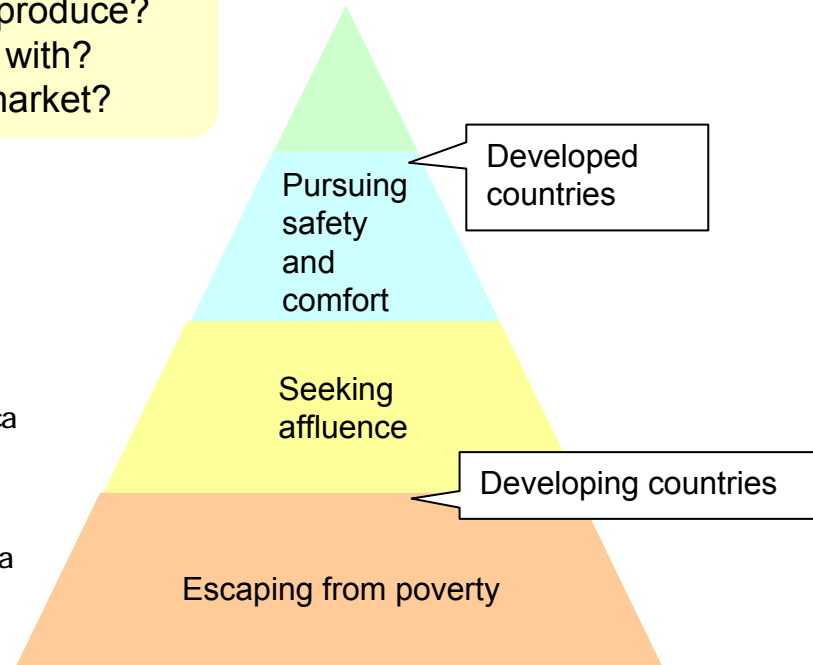 produce?
with?
market?
Developed
countries
Pursuing
safety
and
comfort
Seeking
affluence
Developing countries
Escaping from poverty